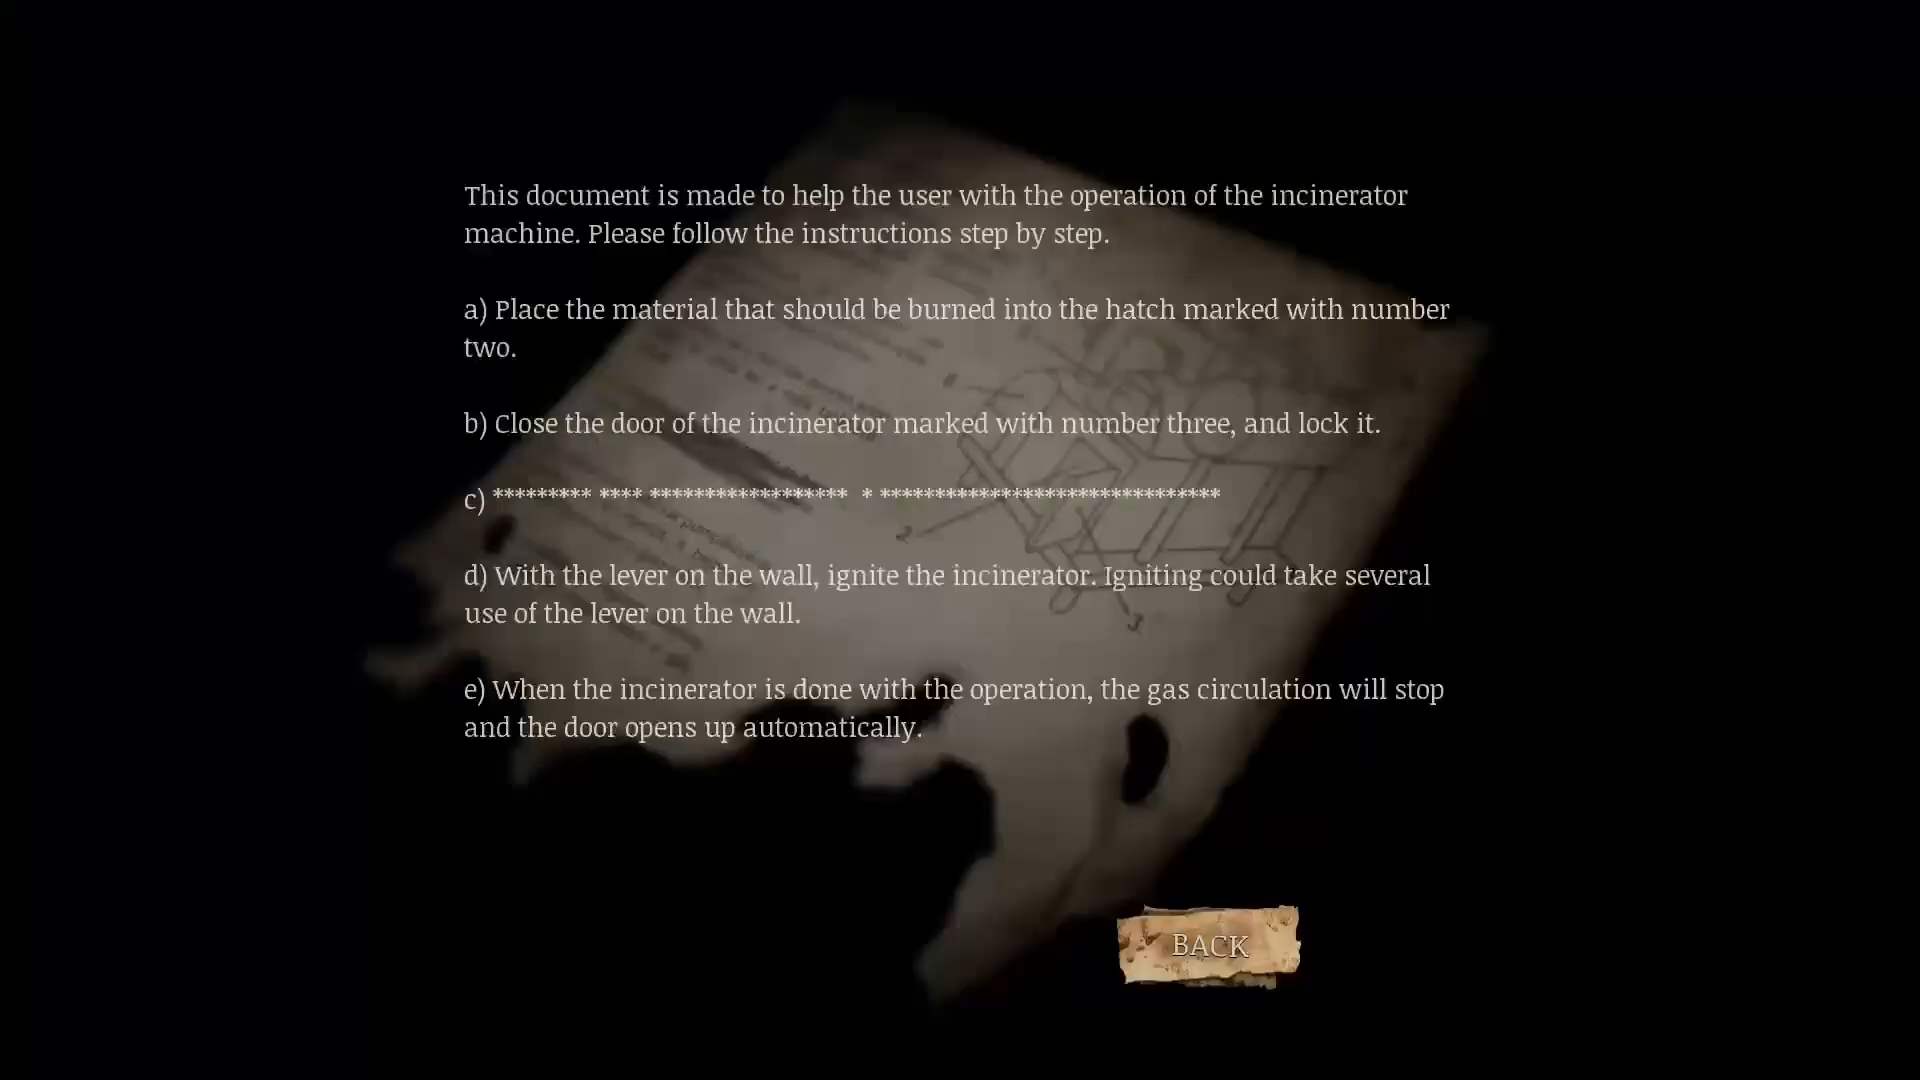 This document is made to help the user with the operation of the incinerator
machine. Please follow the instructions step by step.
a) Place the material that should be burned into the hatch marked with number
two.
b) Close the door of the incinerator marked with number three, and lock it.
c) ********* **** ****************** * *******************************
d) With the lever on the wall, ignite the incinerator. Igniting could take several
use of the lever on the wall.
e) When the incinerator is done with the operation, the gas circulation will stop
and the door opens up automatically.
2
3
BACK